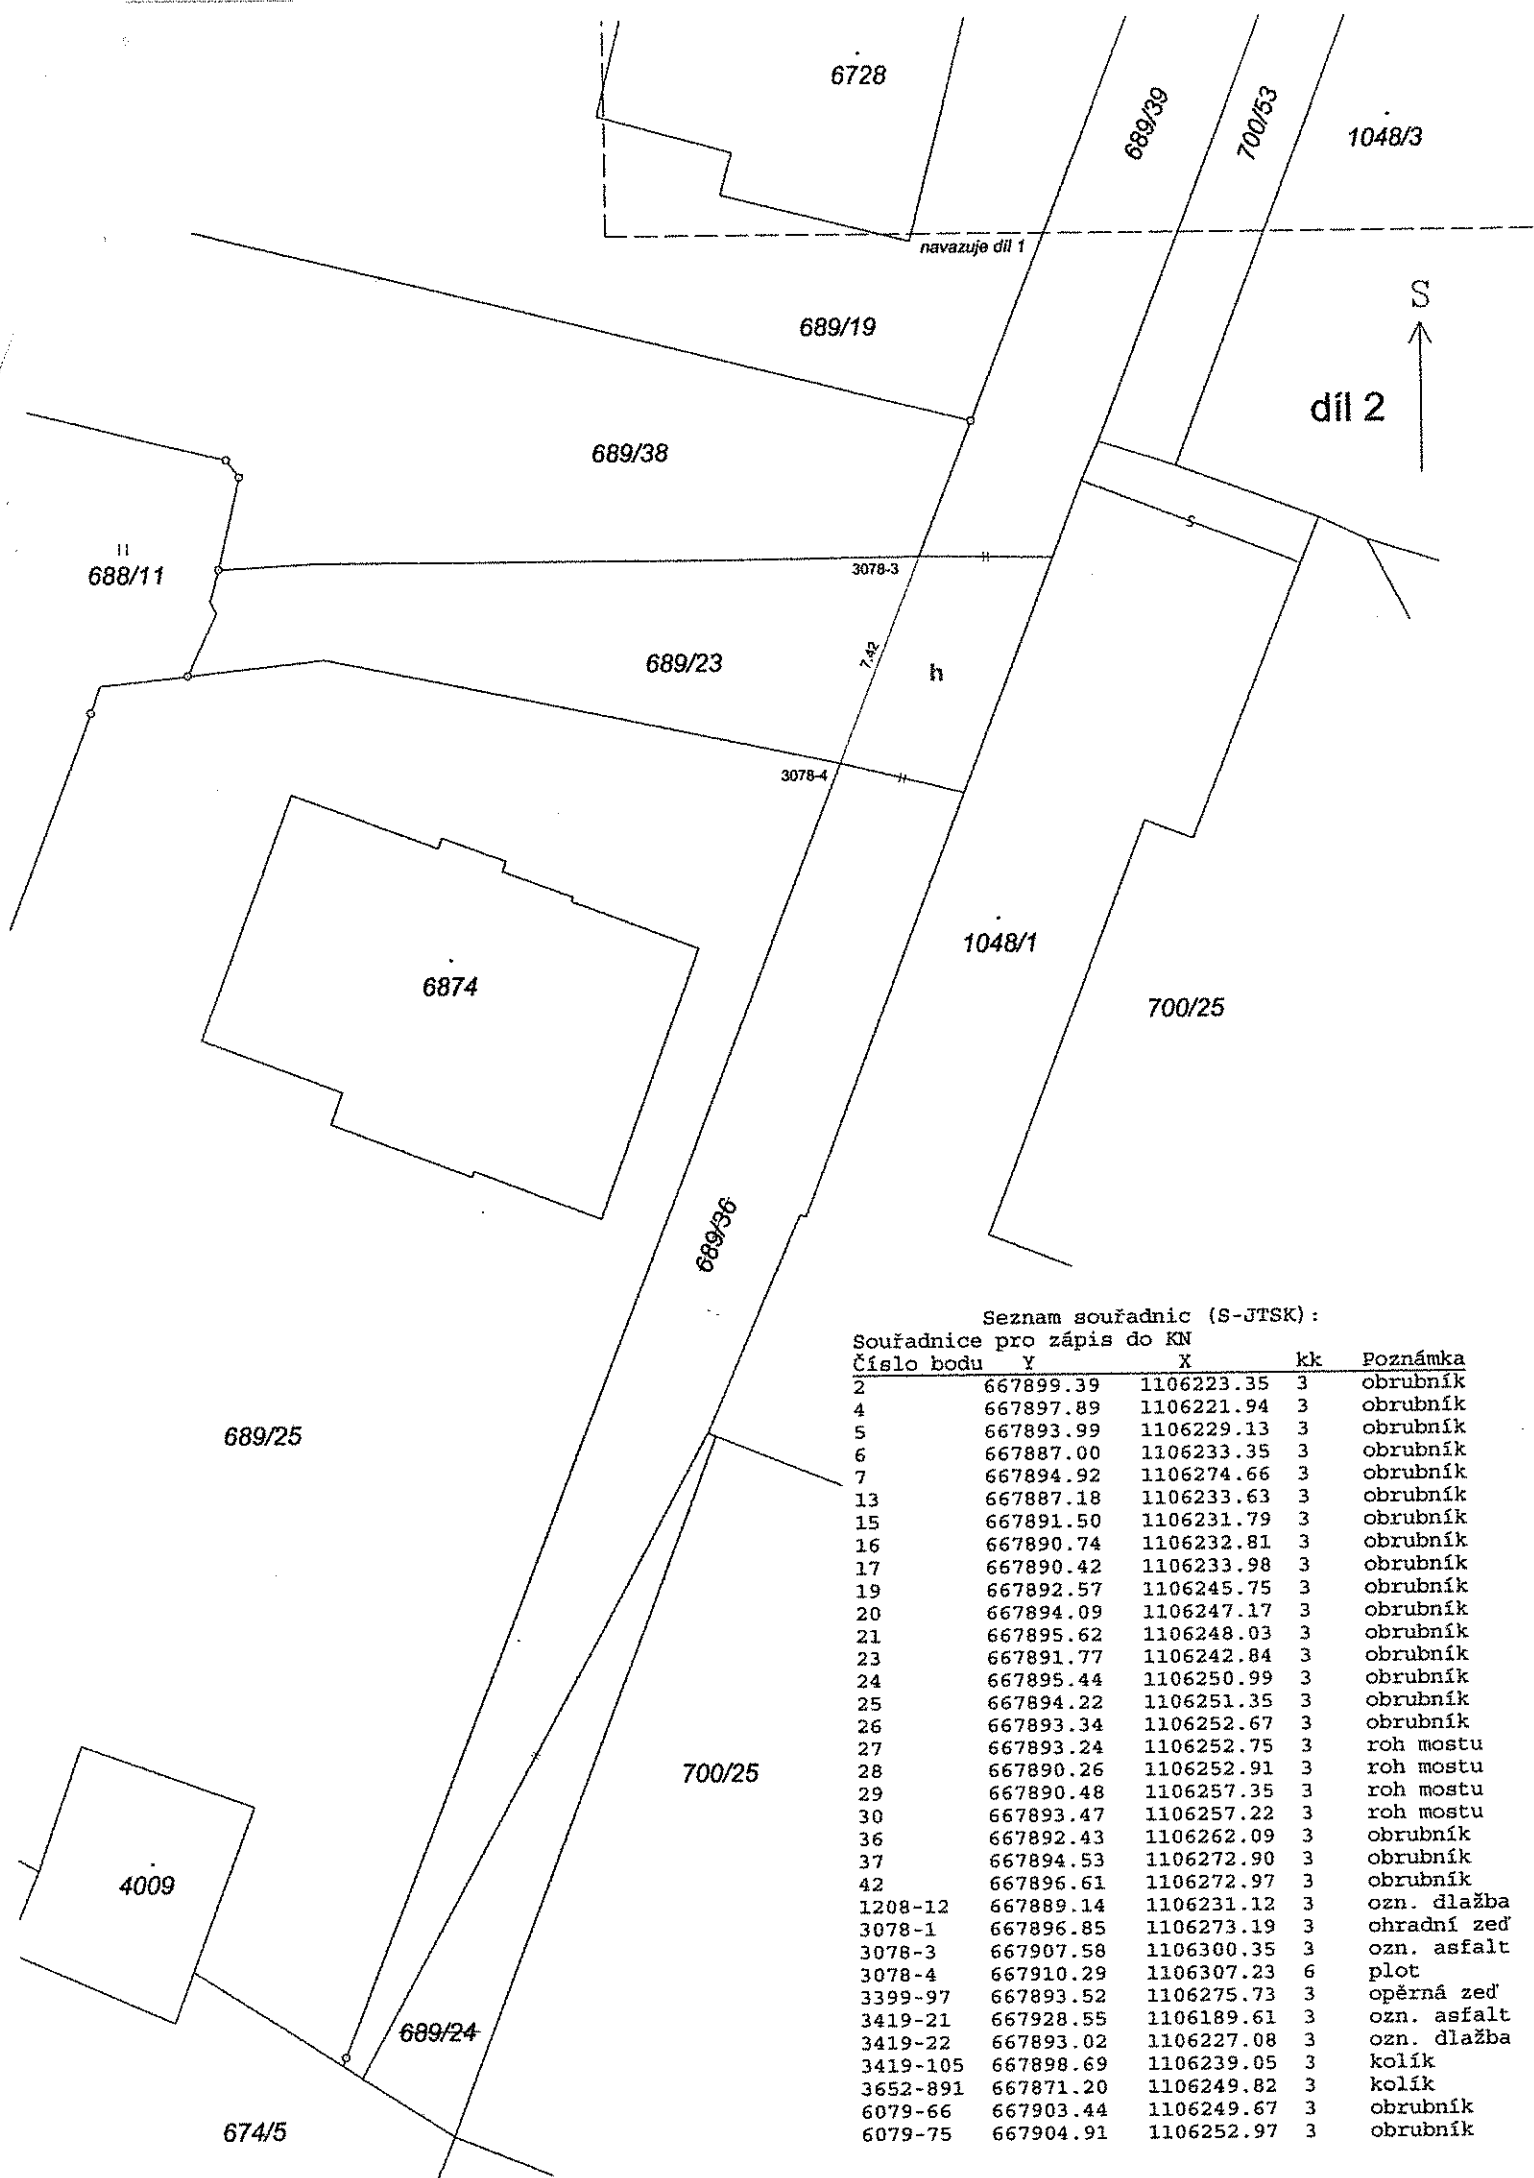 6728
689/39
700/53
1048/3
navazuje díl 1
689/19
S
díl 2
689/38
688/11
3078-3
s
689/23
7.42
h
3078-4
1048/1
6874
700/25
689/36
689/25
700/25
4009
689/24
674/5
Seznam souřadnic (S-JTSK):
Souřadnice pro zápis do KN
Číslo bodu Y X kk Poznámka
2 667899.39 1106223.35 3 obrubník
4 667897.89 1106221.94 3 obrubník
5 667893.99 1106229.13 3 obrubník
6 667887.00 1106233.35 3 obrubník
7 667894.92 1106274.66 3 obrubník
13 667887.18 1106233.63 3 obrubník
15 667891.50 1106231.79 3 obrubník
16 667890.74 1106232.81 3 obrubník
17 667890.42 1106233.98 3 obrubník
19 667892.57 1106245.75 3 obrubník
20 667894.09 1106247.17 3 obrubník
21 667895.62 1106248.03 3 obrubník
23 667891.77 1106242.84 3 obrubník
24 667895.44 1106250.99 3 obrubník
25 667894.22 1106251.35 3 obrubník
26 667893.34 1106252.67 3 obrubník
27 667893.24 1106252.75 3 roh mostu
28 667890.26 1106252.91 3 roh mostu
29 667890.48 1106257.35 3 roh mostu
30 667893.47 1106257.22 3 roh mostu
36 667892.43 1106262.09 3 obrubník
37 667894.53 1106272.90 3 obrubník
42 667896.61 1106272.97 3 obrubník
1208-12 667889.14 1106231.12 3 ozn. dlažba
3078-1 667896.85 1106273.19 3 ohradní zeď
3078-3 667907.58 1106300.35 3 ozn. asfalt
3078-4 667910.29 1106307.23 6 plot
3399-97 667893.52 1106275.73 3 opěrná zeď
3419-21 667928.55 1106189.61 3 ozn. asfalt
3419-22 667893.02 1106227.08 3 ozn. dlažba
3419-105 667898.69 1106239.05 3 kolík
3652-891 667871.20 1106249.82 3 kolík
6079-66 667903.44 1106249.67 3 obrubník
6079-75 667904.91 1106252.97 3 obrubník